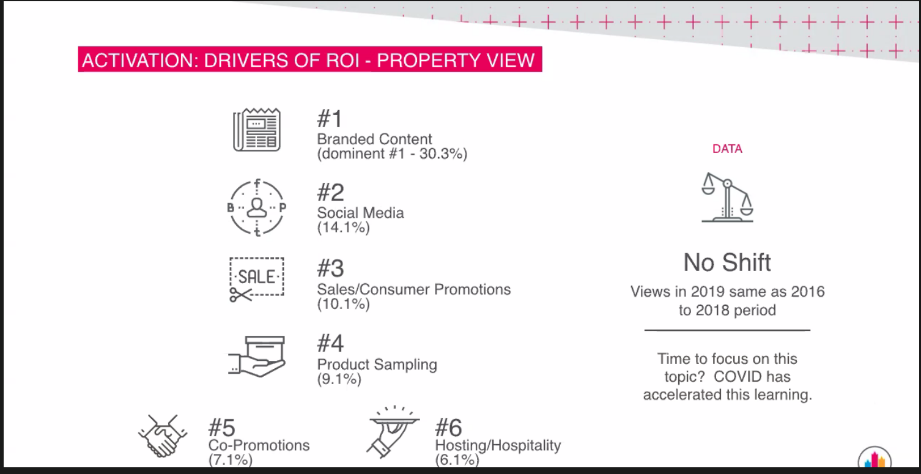 ACTIVATION: DRIVERS OF ROI - PROPERTY VIEW
#1
Branded Content
(dominant #1 - 30.3%)
#2
Social Media
(14.1%)
f
B
P
t
#3
Sales/Consumer Promotions
(10.1%)
SALE
#4
Product Sampling
(9.1%)
#5
Co-Promotions
(7.1%)
#6
Hosting/Hospitality
(6.1%)
DATA
No Shift
Views in 2019 same as 2016
to 2018 period
Time to focus on this
topic? COVID has
accelerated this learning.